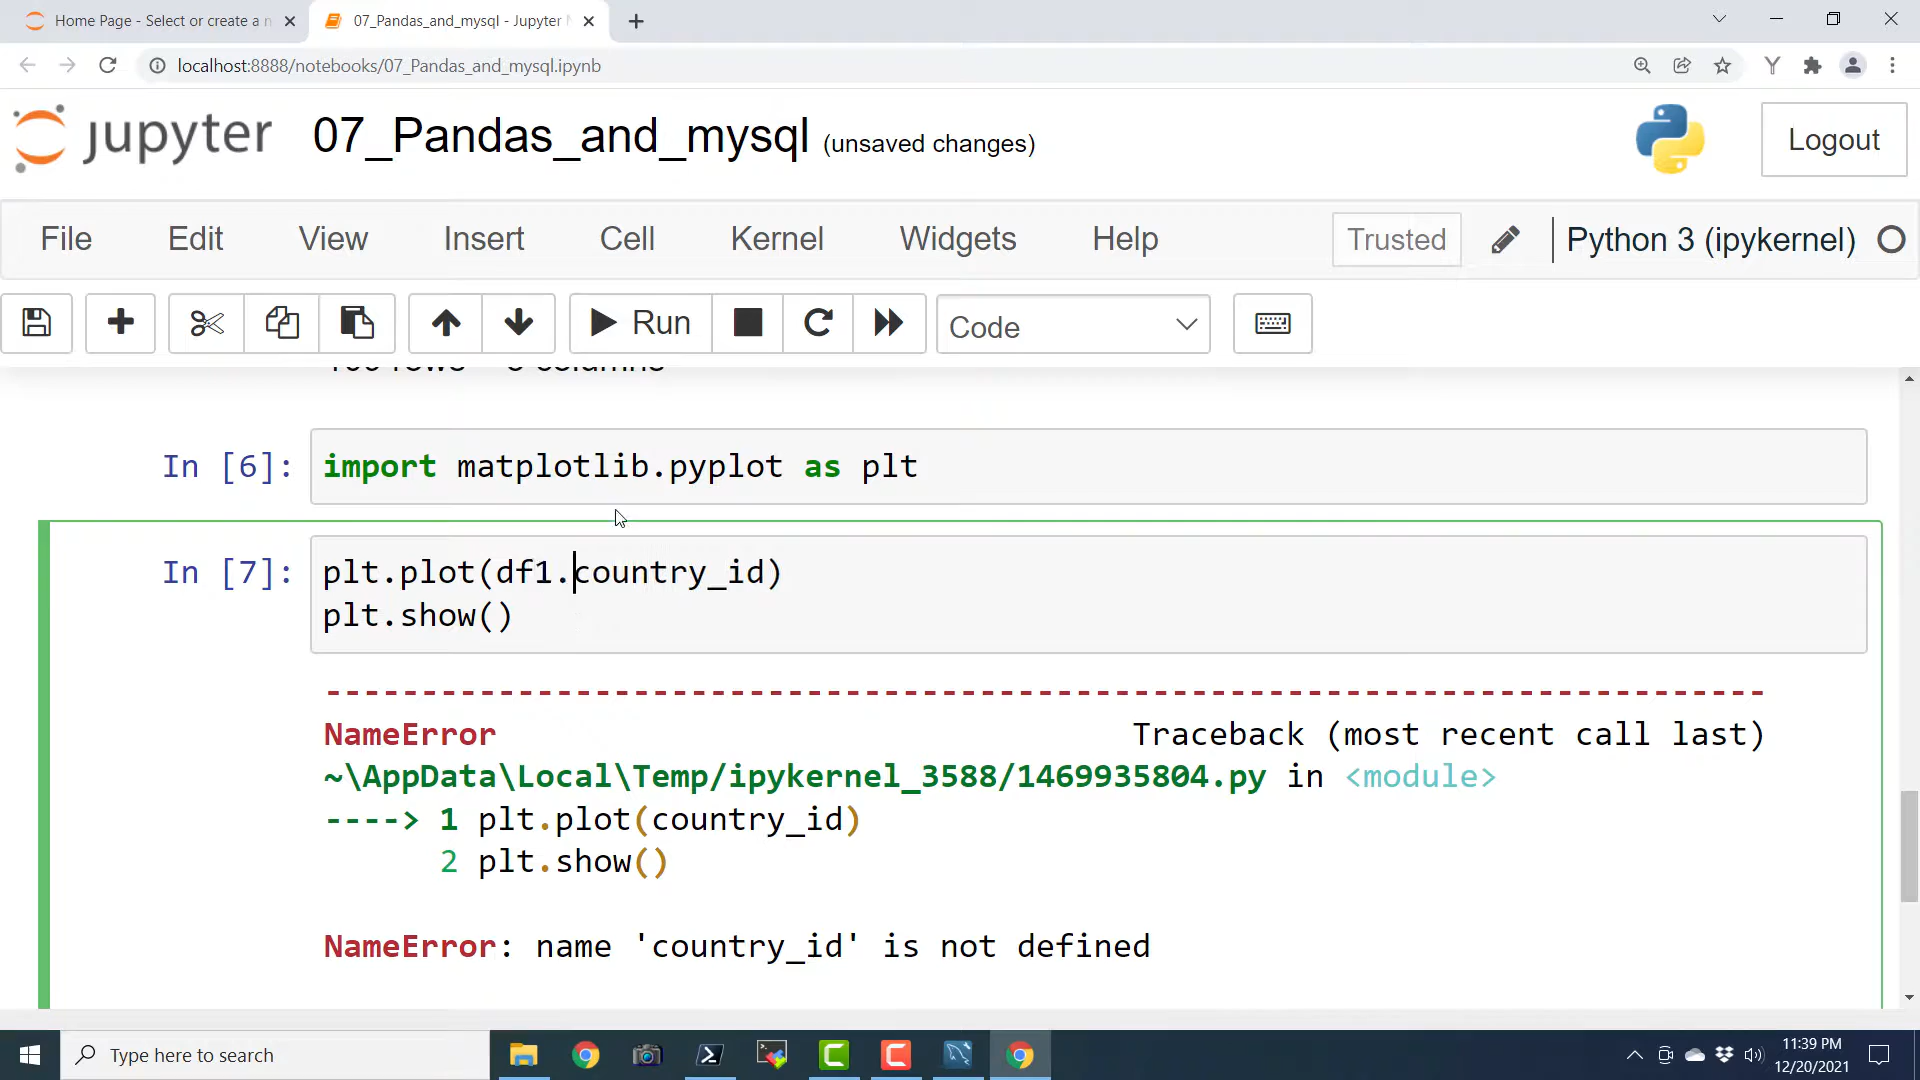 Home Page - Select or create a n
07_Pandas_and_mysql - Jupyter
localhost:8888/notebooks/07_Pandas_and_mysql.ipynb
jupyter 07_Pandas_and_mysql (unsaved changes)
Logout
File Edit View Insert Cell Kernel Widgets Help Trusted Python 3 (ipykernel)
Run Code
In [6]: import matplotlib.pyplot as plt
In [7]: plt.plot(df1.country_id)
plt.show()
---------------------------------------------------------------------------
NameError Traceback (most recent call last)
~\AppData\Local\Temp/ipykernel_3588/1469935804.py in <module>
----> 1 plt.plot(country_id)
2 plt.show()
NameError: name 'country_id' is not defined
Type here to search
11:39 PM
12/20/2021